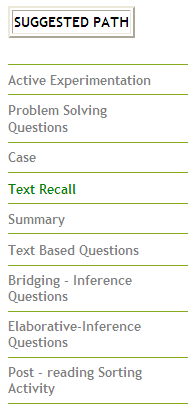 SUGGESTED PATH
Active Experimentation
Problem Solving
Questions
Case
Text Recall
Summary
Text Based Questions
Bridging - Inference
Questions
Elaborative-Inference
Questions
Post - reading Sorting
Activity